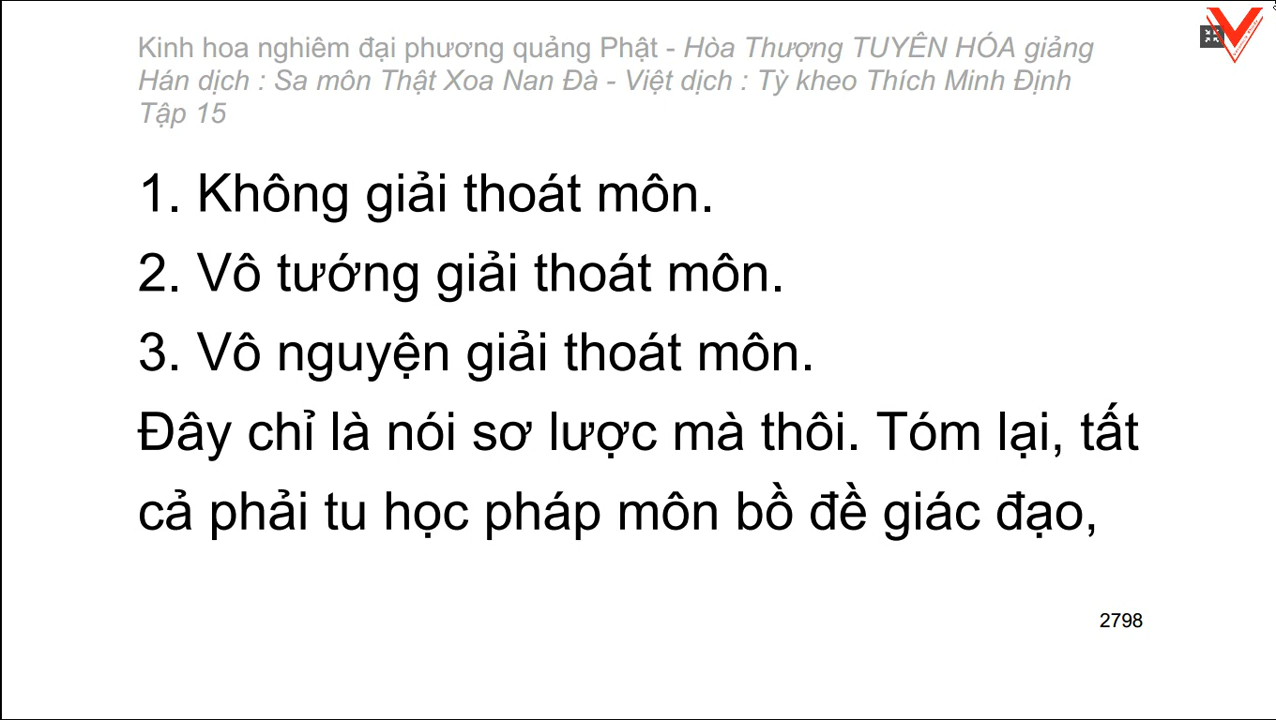 Kinh hoa nghiêm đại phương quảng Phật - Hòa Thượng TUYÊN HÓA giảng
Hán dịch : Sa môn Thật Xoa Nan Đà - Việt dịch : Tỳ kheo Thích Minh Định
Tập 15
1. Không giải thoát môn.
2. Vô tướng giải thoát môn.
3. Vô nguyện giải thoát môn.
Đây chỉ là nói sơ lược mà thôi. Tóm lại, tất
cả phải tu học pháp môn bồ đề giác đạo,
2798